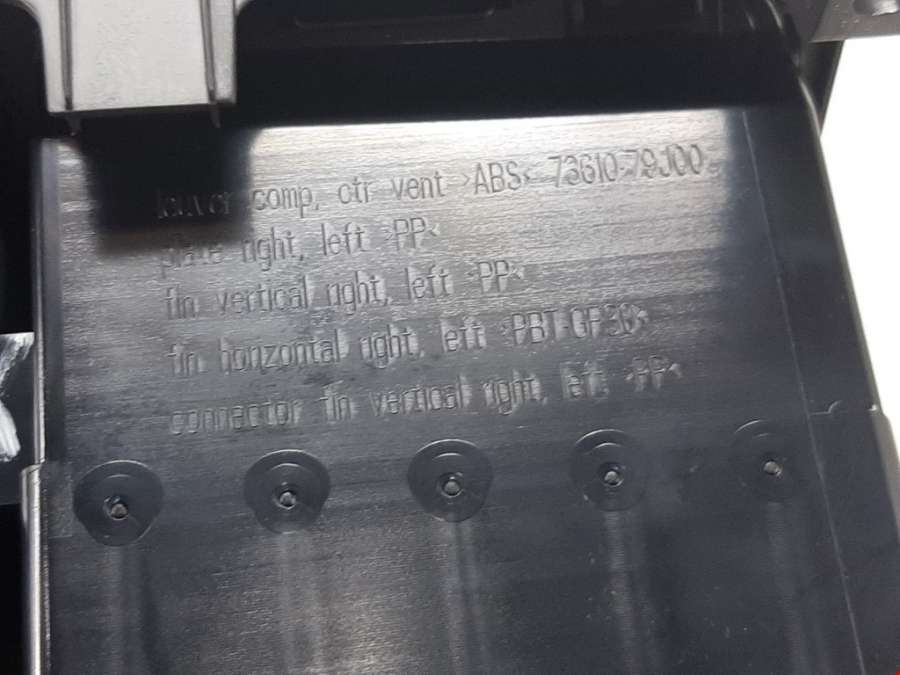 louver comp, ctr vent >ABS< 73610-79J00
plate right, left >PP<
fin vertical right, left >PP<
fin horizontal right, left >PBT-GF30<
connector fin vertical right, left >PP<